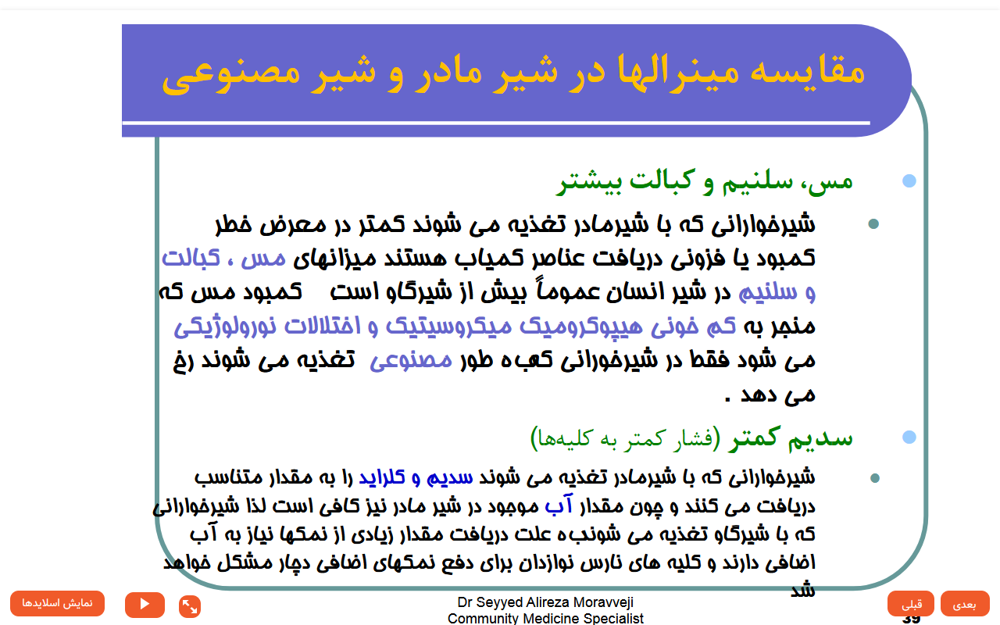 مقایسه مینرالها در شیر مادر و شیر مصنوعی
مس، سلنیم و کبالت بیشتر
شیرخوارانی که با شیرمادر تغذیه می شوند کمتر در معرض خطر
کمبود یا فزونی دریافت عناصر کمیاب هستند میزانهای مس ، کبالت
و سلنیم در شیر انسان عموماً بیش از شیرگاو است کمبود مس که
منجر به کم خونی هیپوکرومیک میکروسیتیک و اختلالات نورولوژیکی
می شود فقط در شیرخورانی که به طور مصنوعی تغذیه می شوند رخ
می دهد .
سدیم کمتر (فشار کمتر به کلیه‌ها)
شیرخوارانی که با شیرمادر تغذیه می شوند سدیم و کلراید را به مقدار متناسب
دریافت می کنند و چون مقدار آب موجود در شیر مادر نیز کافی است لذا شیرخوارانی
که با شیرگاو تغذیه می شوند به علت دریافت مقدار زیادی از نمکها نیاز به آب
اضافی دارند و کلیه های نارس نوازدان برای دفع نمکهای اضافی دچار مشکل خواهد
شد
Dr Seyyed Alireza Moravveji
Community Medicine Specialist
39
بعدی
قبلی
نمایش اسلایدها